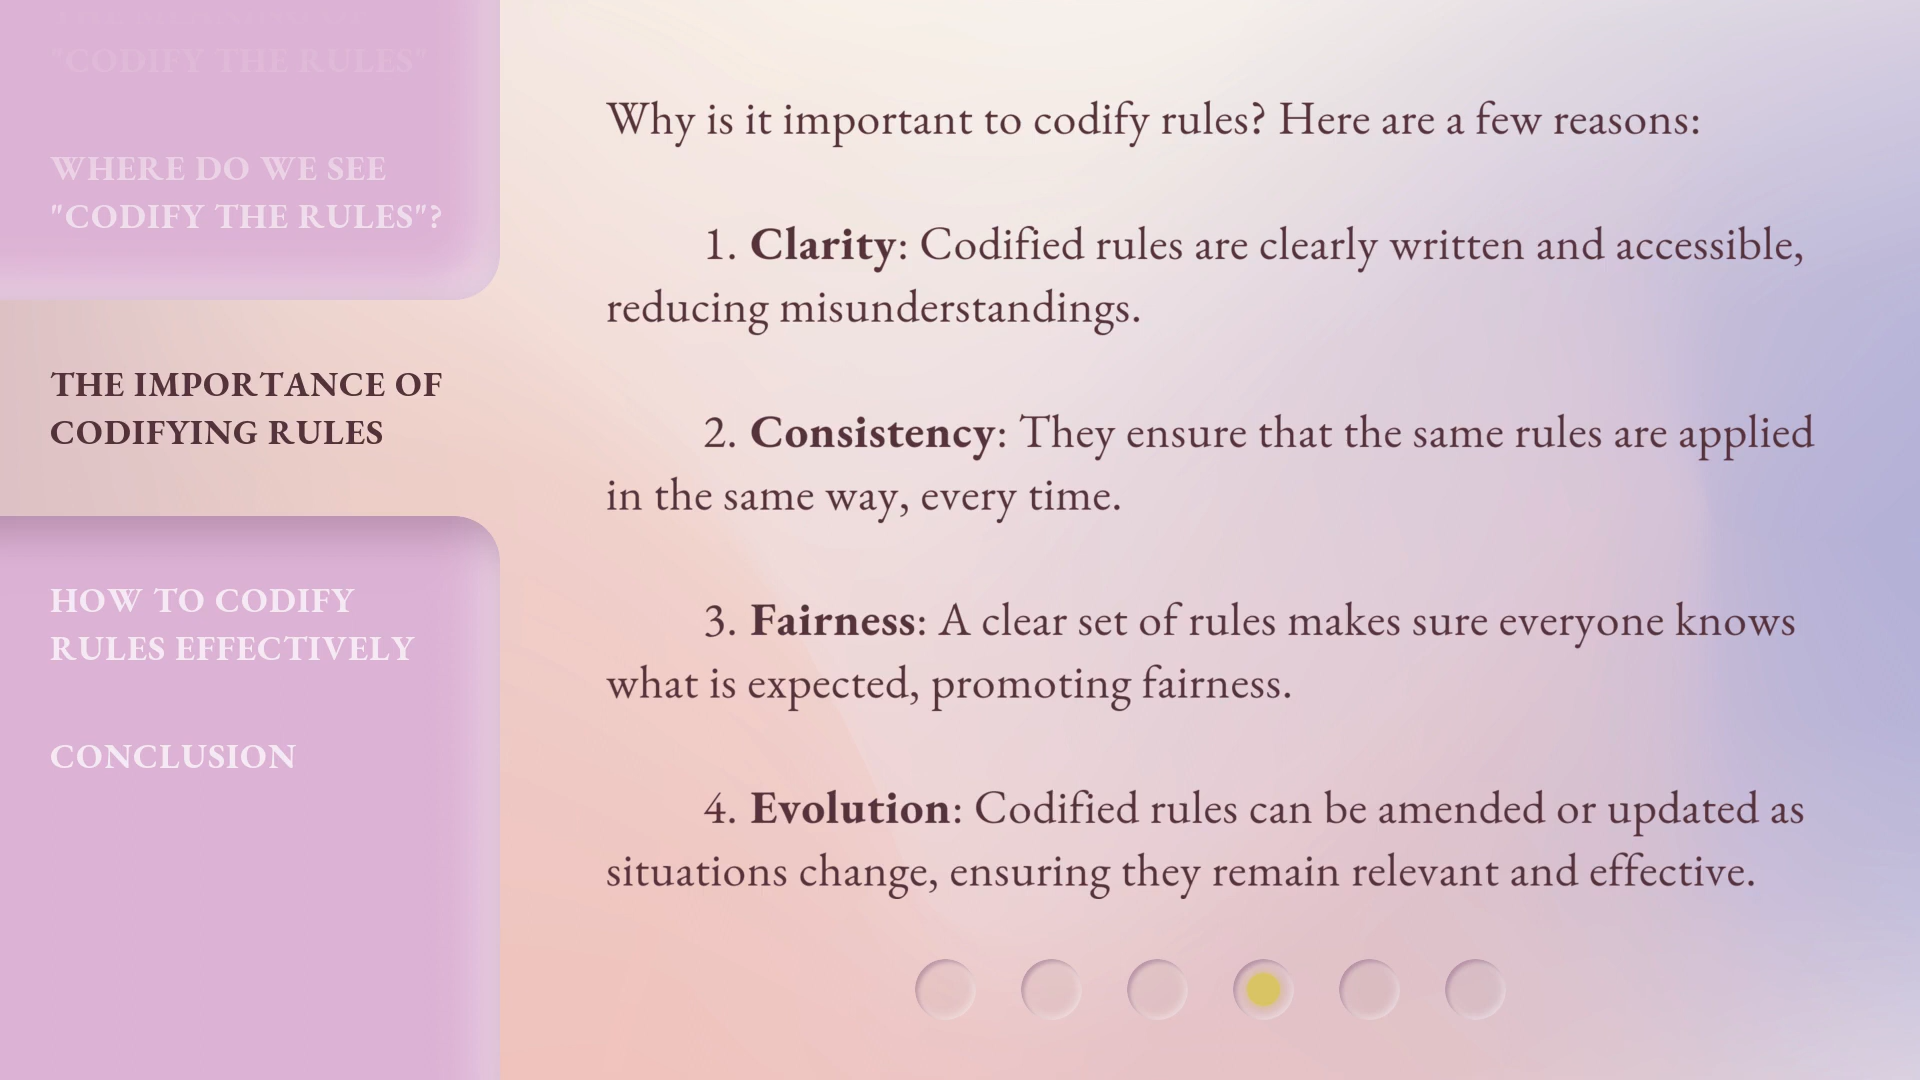 "CODIFY THE RULES"
WHERE DO WE SEE
"CODIFY THE RULES"?
THE IMPORTANCE OF
CODIFYING RULES
HOW TO CODIFY
RULES EFFECTIVELY
CONCLUSION
Why is it important to codify rules? Here are a few reasons:
1. Clarity: Codified rules are clearly written and accessible,
reducing misunderstandings.
2. Consistency: They ensure that the same rules are applied
in the same way, every time.
3. Fairness: A clear set of rules makes sure everyone knows
what is expected, promoting fairness.
4. Evolution: Codified rules can be amended or updated as
situations change, ensuring they remain relevant and effective.